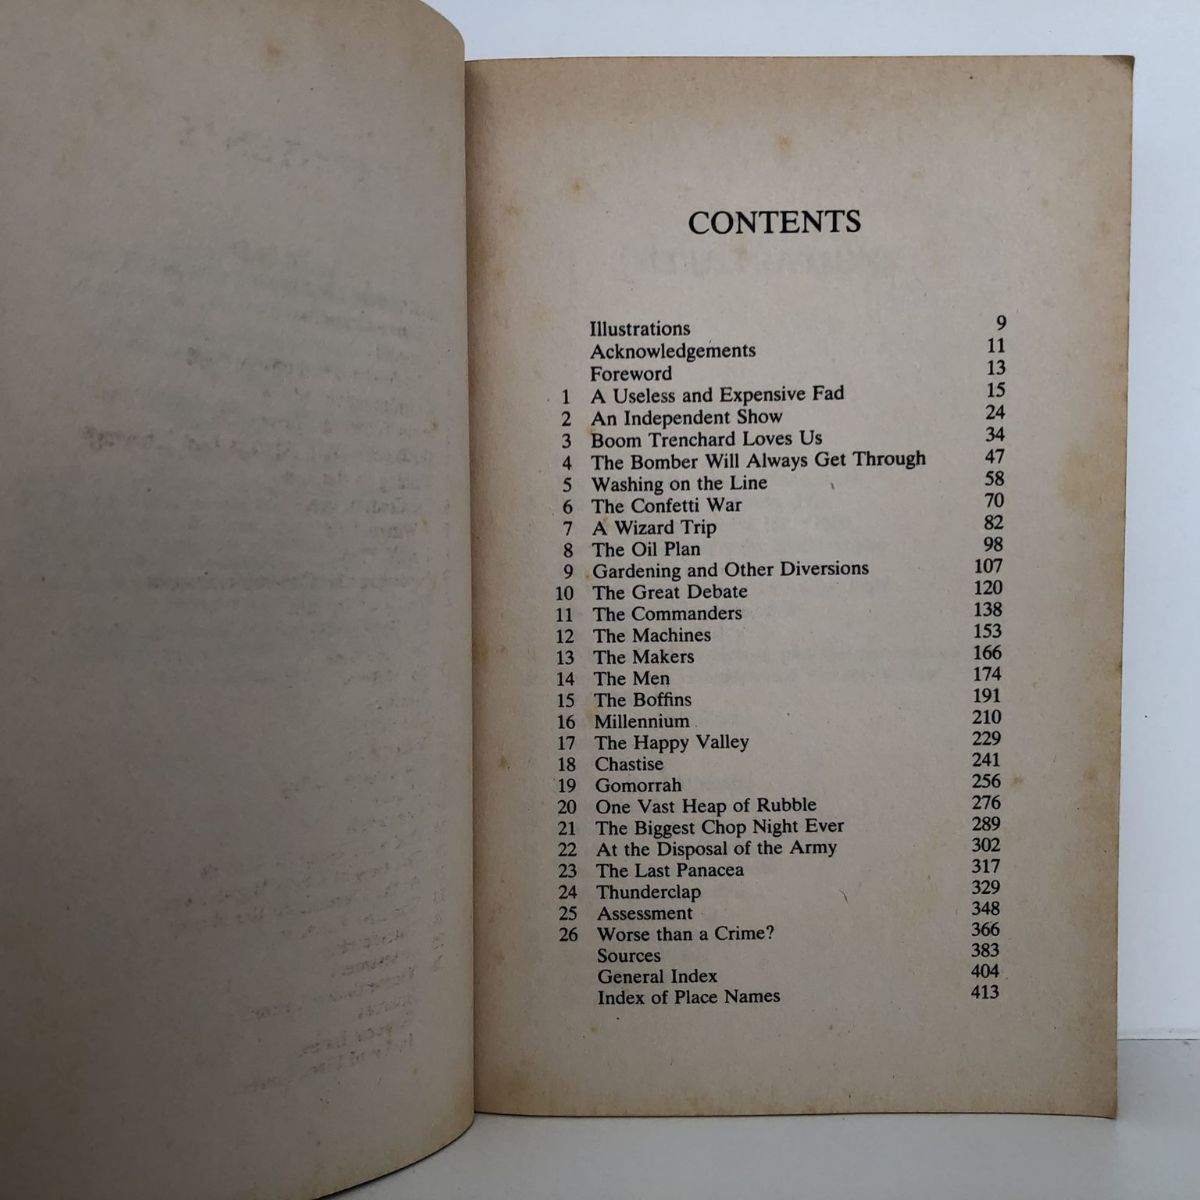 CONTENTS
Illustrations 9
Acknowledgements 11
Foreword 13
1 A Useless and Expensive Fad 15
2 An Independent Show 24
3 Boom Trenchard Loves Us 34
4 The Bomber Will Always Get Through 47
5 Washing on the Line 58
6 The Confetti War 70
7 A Wizard Trip 82
8 The Oil Plan 98
9 Gardening and Other Diversions 107
10 The Great Debate 120
11 The Commanders 138
12 The Machines 153
13 The Makers 166
14 The Men 174
15 The Boffins 191
16 Millennium 210
17 The Happy Valley 229
18 Chastise 241
19 Gomorrah 256
20 One Vast Heap of Rubble 276
21 The Biggest Chop Night Ever 289
22 At the Disposal of the Army 302
23 The Last Panacea 317
24 Thunderclap 329
25 Assessment 348
26 Worse than a Crime? 366
Sources 383
General Index 404
Index of Place Names 413